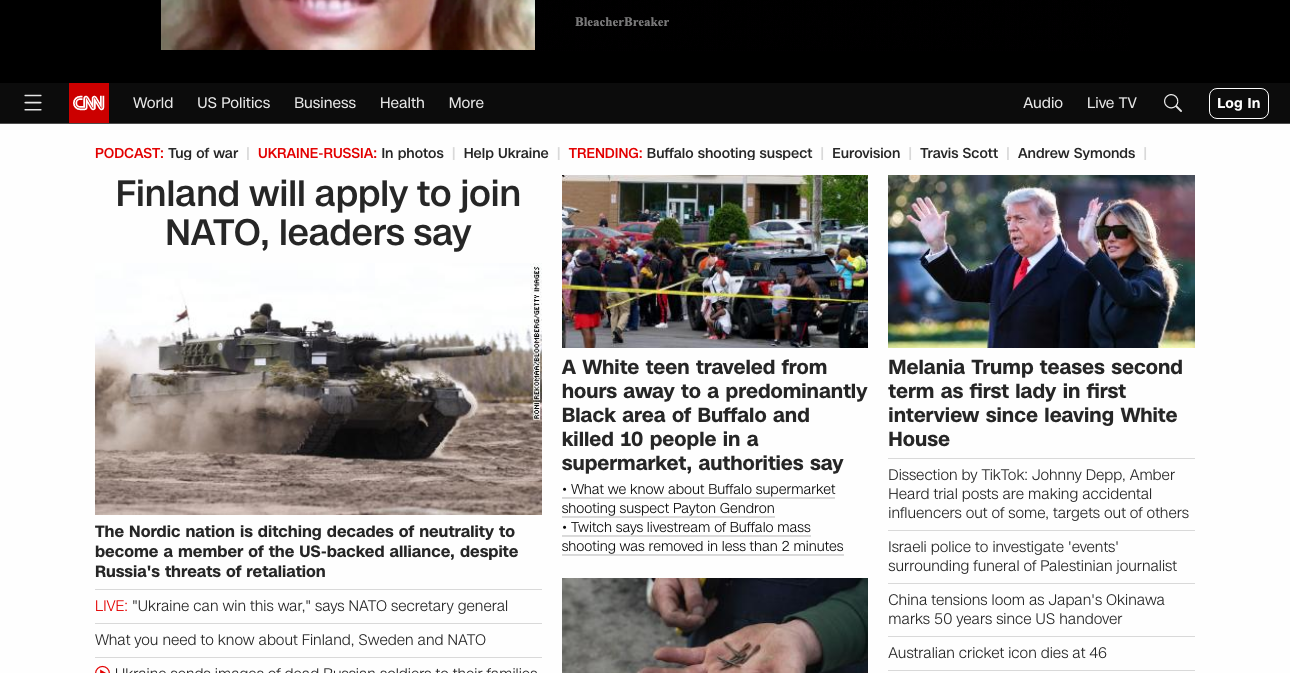 BleacherBreaker
CNN
World
US Politics
Business
Health
More
Audio
Live TV
Log In
PODCAST: Tug of war
UKRAINE-RUSSIA: In photos
Help Ukraine
TRENDING: Buffalo shooting suspect
Eurovision
Travis Scott
Andrew Symonds
Finland will apply to join
NATO, leaders say
RONI REKOMAA/BLOOMBERG/GETTY IMAGES
The Nordic nation is ditching decades of neutrality to
become a member of the US-backed alliance, despite
Russia's threats of retaliation
LIVE: "Ukraine can win this war," says NATO secretary general
What you need to know about Finland, Sweden and NATO
Ukraine sends images of dead Russian soldiers to their families
A White teen traveled from
hours away to a predominantly
Black area of Buffalo and
killed 10 people in a
supermarket, authorities say
• What we know about Buffalo supermarket
shooting suspect Payton Gendron
• Twitch says livestream of Buffalo mass
shooting was removed in less than 2 minutes
Melania Trump teases second
term as first lady in first
interview since leaving White
House
Dissection by TikTok: Johnny Depp, Amber
Heard trial posts are making accidental
influencers out of some, targets out of others
Israeli police to investigate 'events'
surrounding funeral of Palestinian journalist
China tensions loom as Japan's Okinawa
marks 50 years since US handover
Australian cricket icon dies at 46